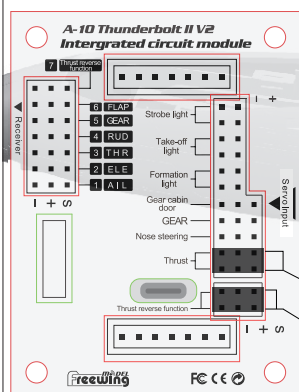 A-10 Thunderbolt II V2
Intergrated circuit module
7 Thrust reverse function
Receiver
6 FLAP
5 GEAR
4 RUD
3 THR
2 ELE
1 AIL
− + S
− +
Strobe light
Take-off light
Formation light
Gear cabin door
GEAR
Nose steering
Thrust
Thrust reverse function
Servo Input
− + S
Freewing MODEL
FC CE